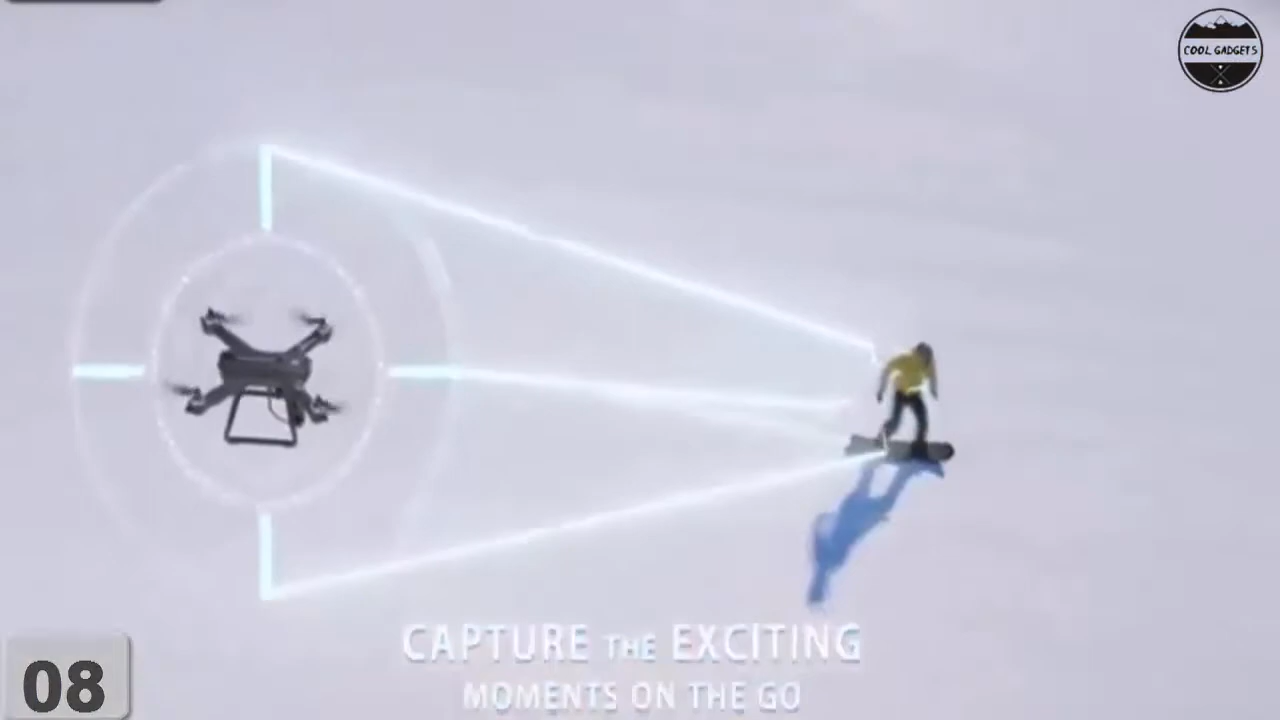 COOL GADGETS
CAPTURE THE EXCITING
MOMENTS ON THE GO
08